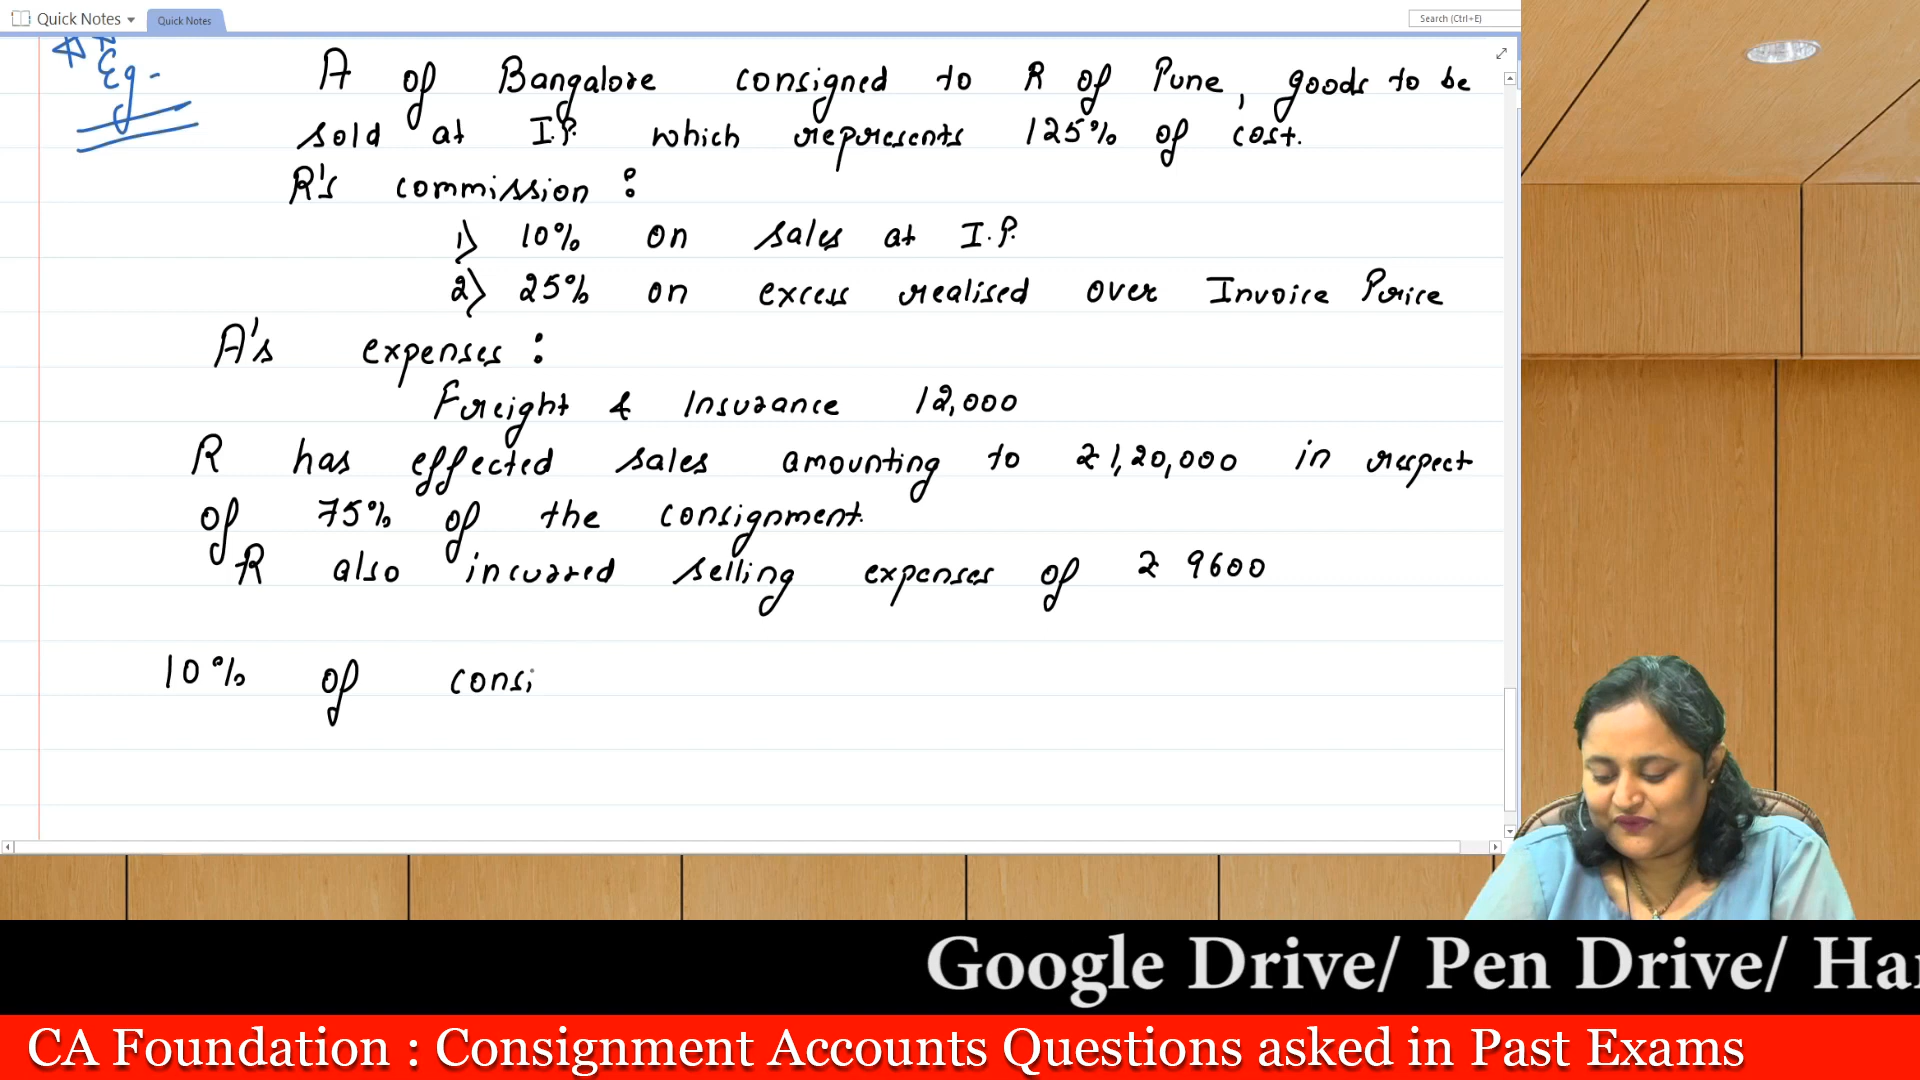 Quick Notes
Quick Notes
Search (Ctrl+E)
Eg -
A of Bangalore consigned to R of Pune, goods to be
sold at I.P. which represents 125% of cost.
R's commission :
1) 10% on sales at I.P.
2) 25% on excess realised over Invoice Price
A's expenses :
Freight & Insurance 12,000
R has effected sales amounting to ₹1,20,000 in respect
of 75% of the consignment.
R also incurred selling expenses of ₹ 9600
10% of consi
Google Drive/ Pen Drive/ Har
CA Foundation : Consignment Accounts Questions asked in Past Exams